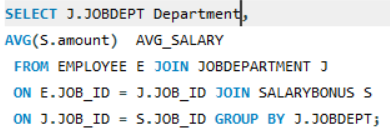 SELECT J.JOBDEPT Department,
AVG(S.amount)  AVG_SALARY
FROM EMPLOYEE E JOIN JOBDEPARTMENT J
ON E.JOB_ID = J.JOB_ID JOIN SALARYBONUS S
ON J.JOB_ID = S.JOB_ID GROUP BY J.JOBDEPT;